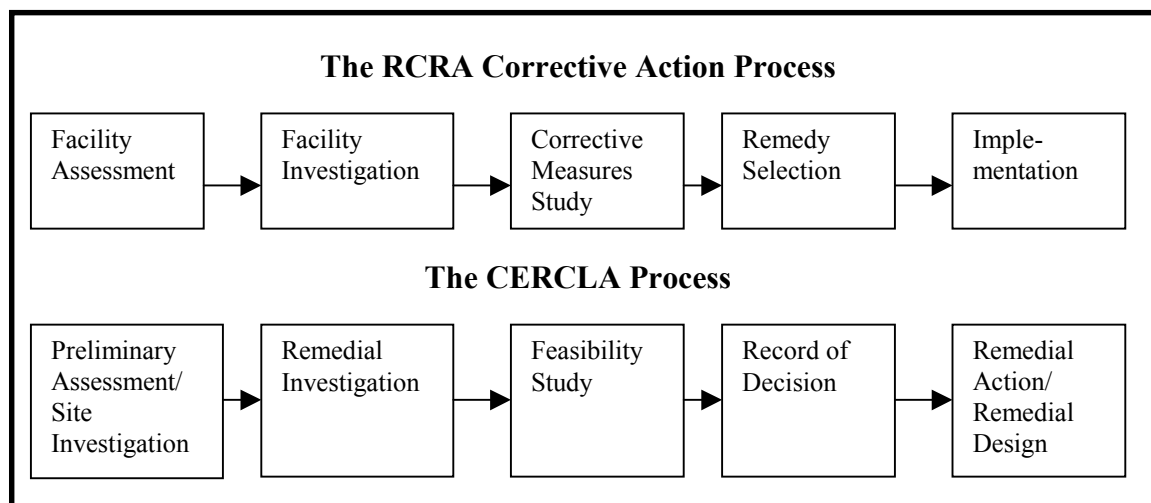 The RCRA Corrective Action Process
Facility
Assessment
Facility
Investigation
Corrective
Measures
Study
Remedy
Selection
Imple-
mentation
The CERCLA Process
Preliminary
Assessment/
Site
Investigation
Remedial
Investigation
Feasibility
Study
Record of
Decision
Remedial
Action/
Remedial
Design